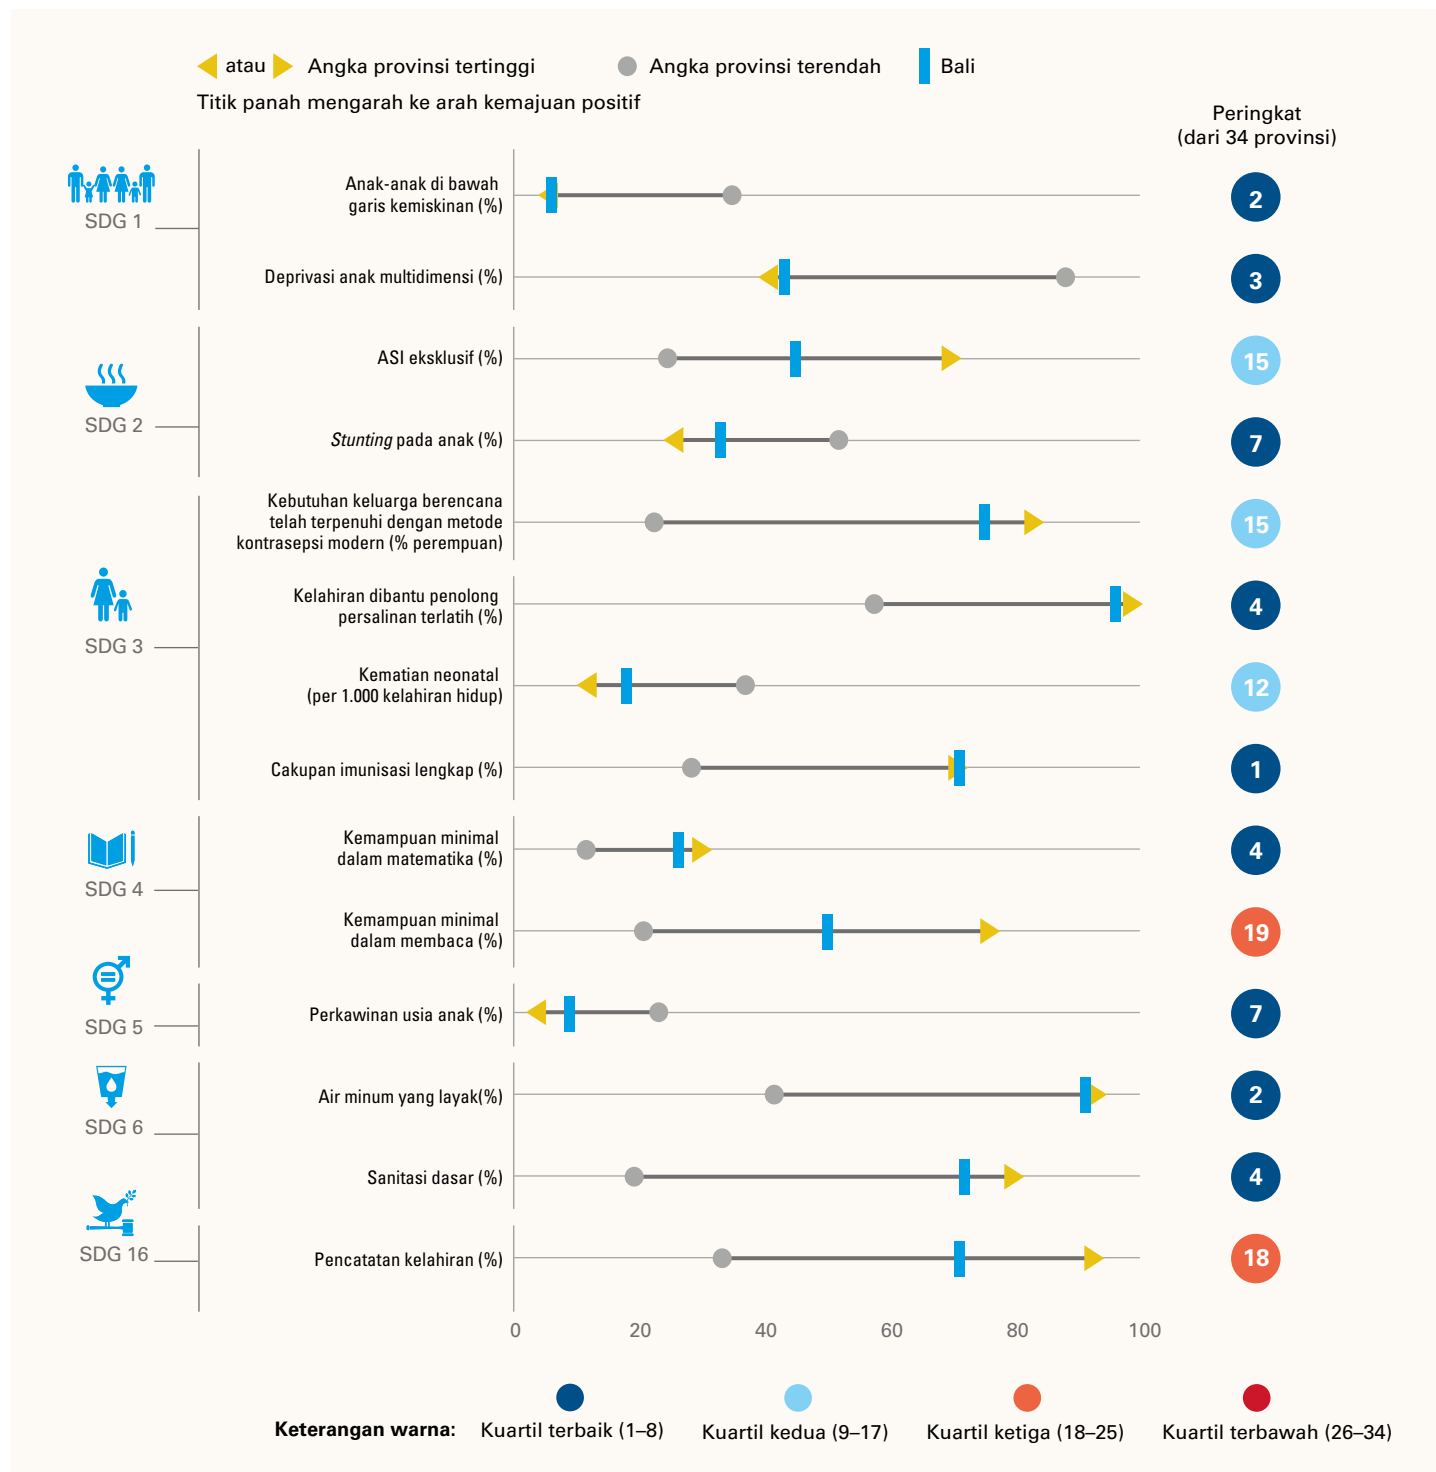 atau Angka provinsi tertinggi Angka provinsi terendah Bali
Titik panah mengarah ke arah kemajuan positif
Peringkat
(dari 34 provinsi)
SDG 1
Anak-anak di bawah
garis kemiskinan (%)
2
Deprivasi anak multidimensi (%)
3
SDG 2
ASI eksklusif (%)
15
Stunting pada anak (%)
7
SDG 3
Kebutuhan keluarga berencana
telah terpenuhi dengan metode
kontrasepsi modern (% perempuan)
15
Kelahiran dibantu penolong
persalinan terlatih (%)
4
Kematian neonatal
(per 1.000 kelahiran hidup)
12
Cakupan imunisasi lengkap (%)
1
SDG 4
Kemampuan minimal
dalam matematika (%)
4
Kemampuan minimal
dalam membaca (%)
19
SDG 5
Perkawinan usia anak (%)
7
SDG 6
Air minum yang layak(%)
2
Sanitasi dasar (%)
4
SDG 16
Pencatatan kelahiran (%)
18
0 20 40 60 80 100
Keterangan warna: Kuartil terbaik (1–8) Kuartil kedua (9–17) Kuartil ketiga (18–25) Kuartil terbawah (26–34)